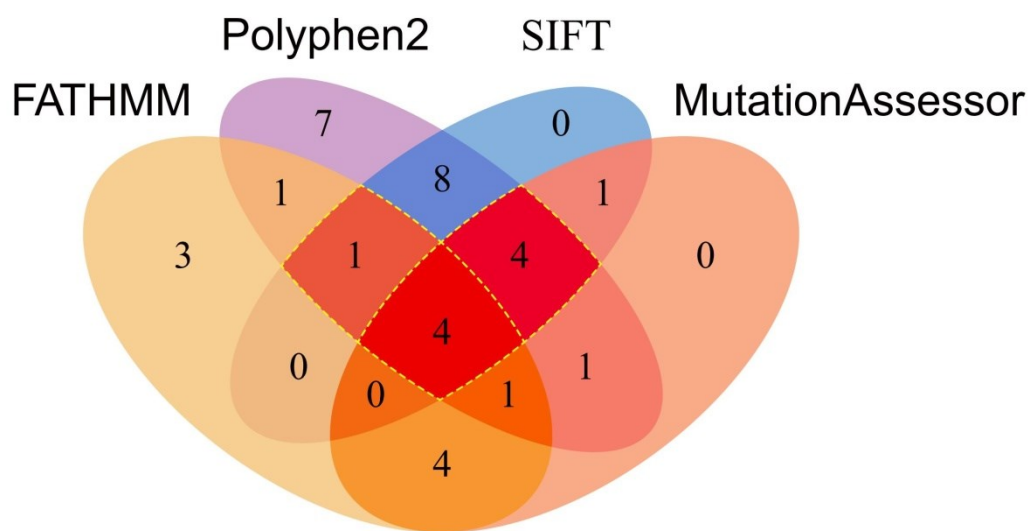 Polyphen2 SIFT
FATHMM MutationAssessor
7 0
1 8 1
3 1 4 0
4
0 0 1 1
4